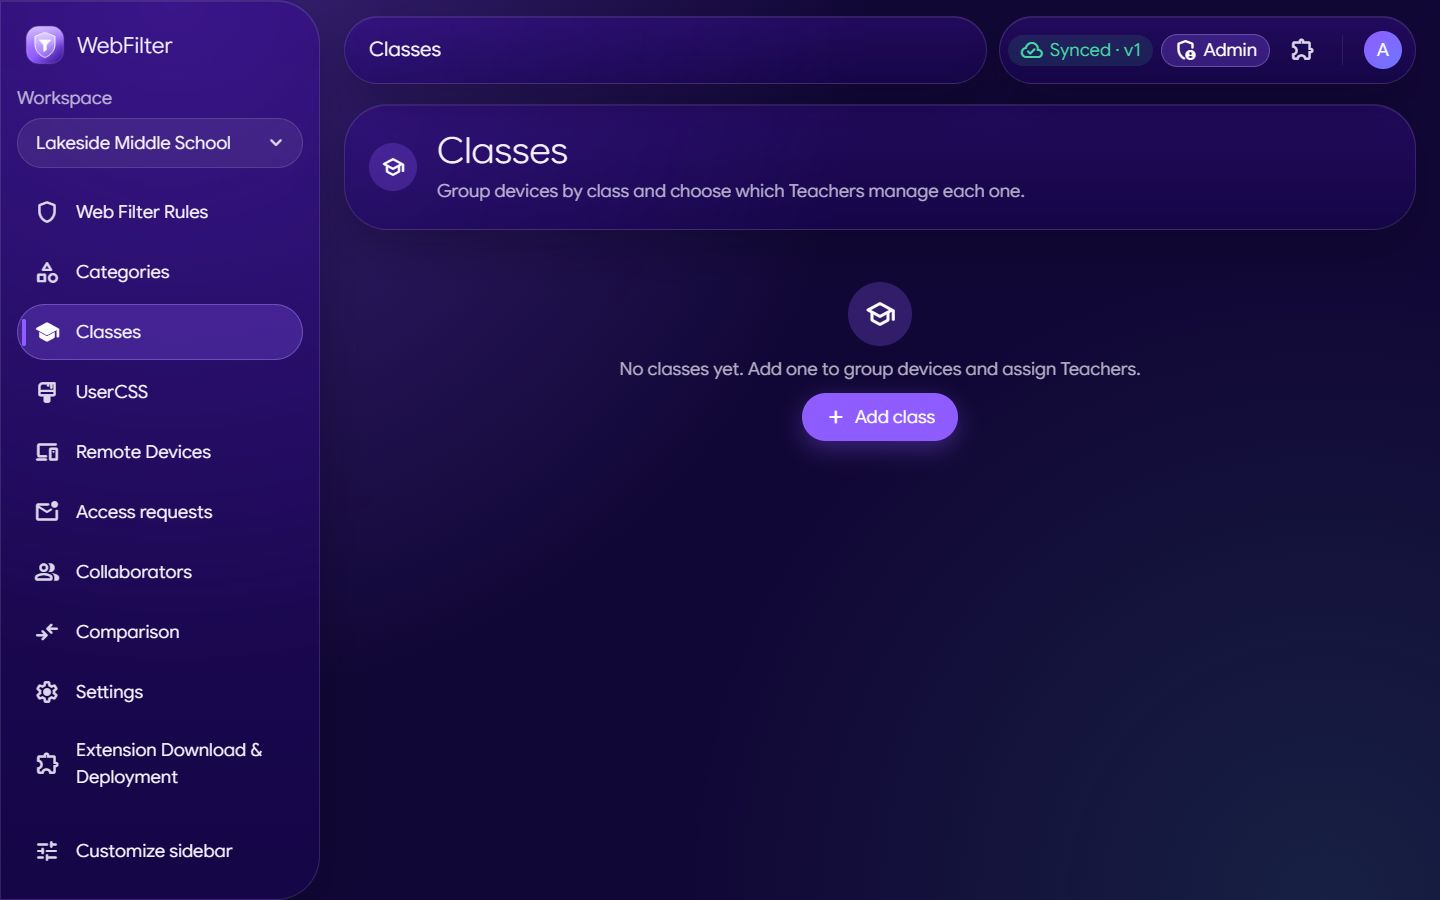 WebFilter
Workspace
Lakeside Middle School
Web Filter Rules
Categories
Classes
UserCSS
Remote Devices
Access requests
Collaborators
Comparison
Settings
Extension Download &
Deployment
Customize sidebar
Classes
Synced · v1
Admin
A
Classes
Group devices by class and choose which Teachers manage each one.
No classes yet. Add one to group devices and assign Teachers.
Add class